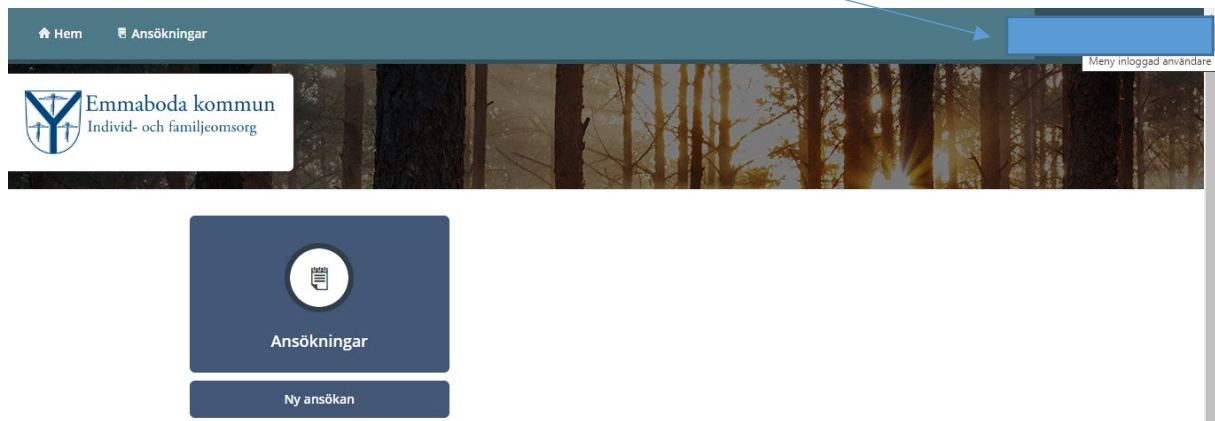 Hem
Ansökningar
Meny inloggad användare
Emmaboda kommun
Individ- och familjeomsorg
Ansökningar
Ny ansökan